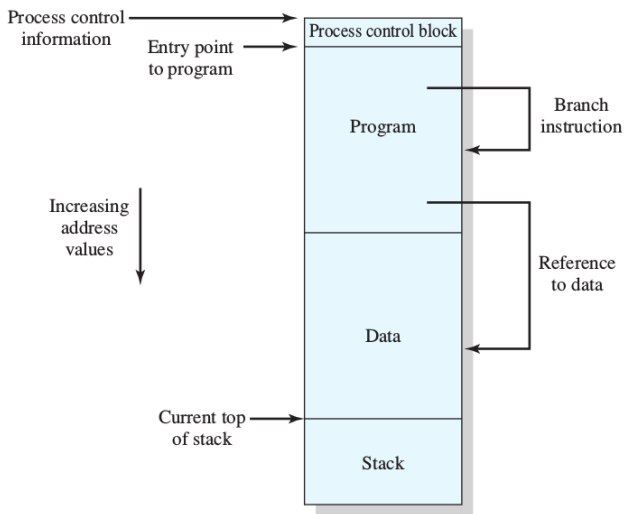 Process control
information
Process control block
Entry point
to program
Program
Branch
instruction
Increasing
address
values
Reference
to data
Data
Current top
of stack
Stack